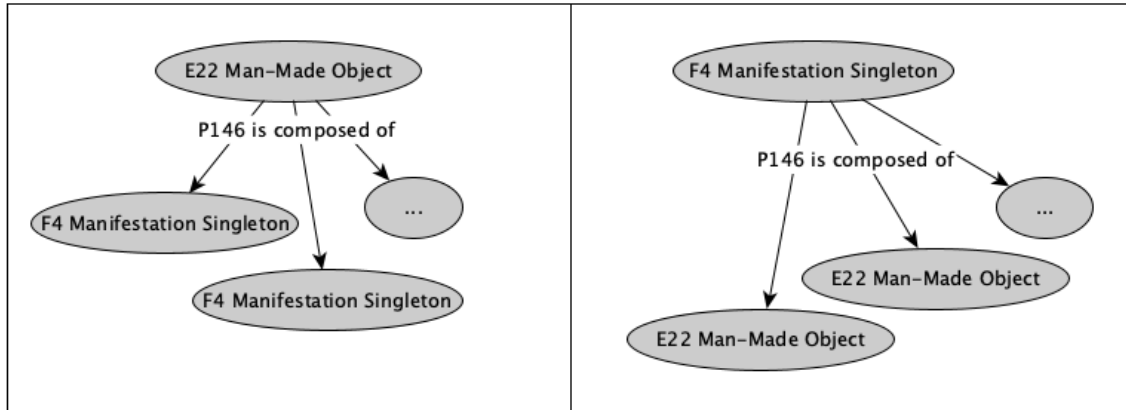 E22 Man-Made Object
P146 is composed of
F4 Manifestation Singleton
...
F4 Manifestation Singleton
F4 Manifestation Singleton
P146 is composed of
...
E22 Man-Made Object
E22 Man-Made Object